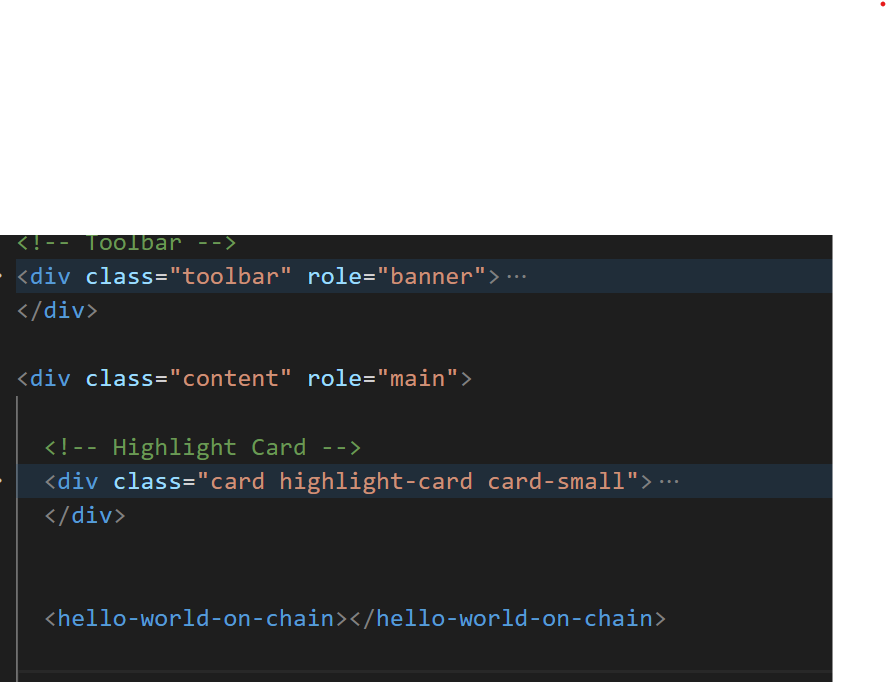 <!-- Toolbar -->
<div class="toolbar" role="banner">···
</div>
<div class="content" role="main">
<!-- Highlight Card -->
<div class="card highlight-card card-small">···
</div>
<hello-world-on-chain></hello-world-on-chain>